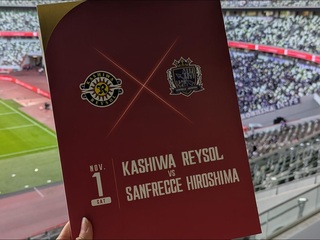 NOV.
1
SAT
KASHIWA REYSOL
VS
SANFRECCE HIROSHIMA